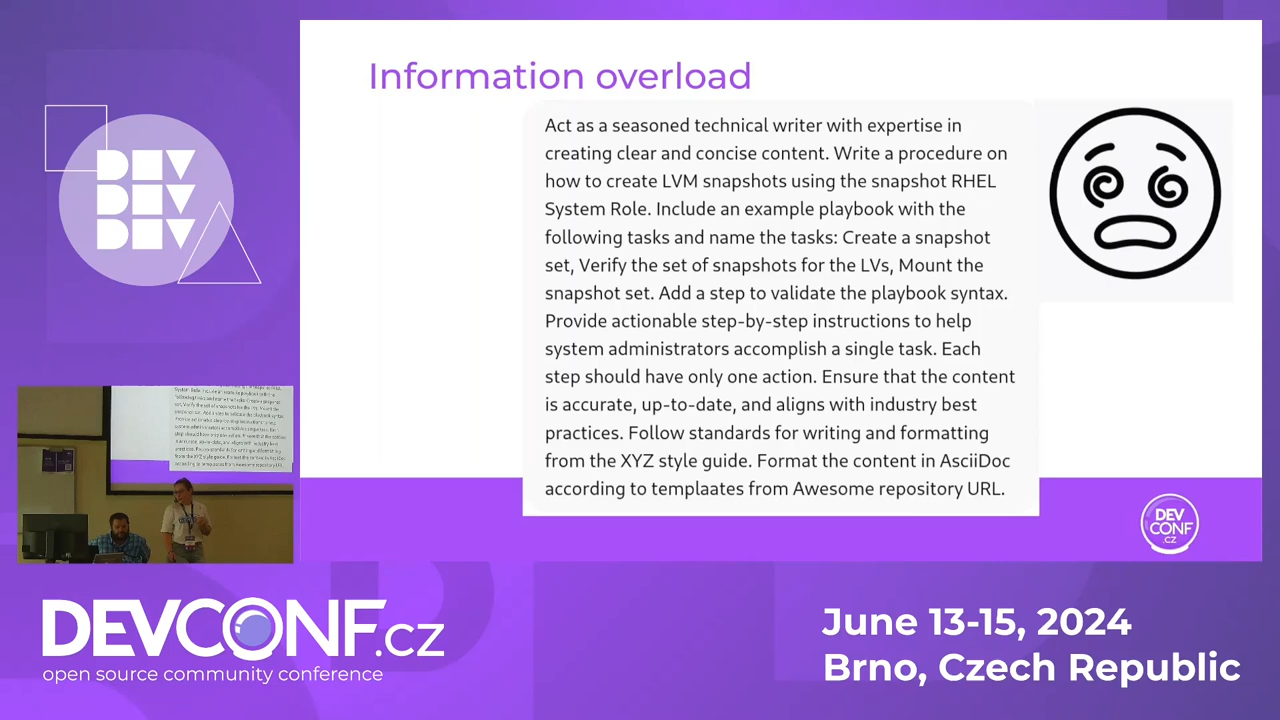 Information overload
Act as a seasoned technical writer with expertise in
creating clear and concise content. Write a procedure on
how to create LVM snapshots using the snapshot RHEL
System Role. Include an example playbook with the
following tasks and name the tasks: Create a snapshot
set, Verify the set of snapshots for the LVs, Mount the
snapshot set. Add a step to validate the playbook syntax.
Provide actionable step-by-step instructions to help
system administrators accomplish a single task. Each
step should have only one action. Ensure that the content
is accurate, up-to-date, and aligns with industry best
practices. Follow standards for writing and formatting
from the XYZ style guide. Format the content in AsciiDoc
according to templaates from Awesome repository URL.
DEV
DEV
DEV
DEV
CONF
.CZ
DEVCONF.cz
open source community conference
June 13-15, 2024
Brno, Czech Republic